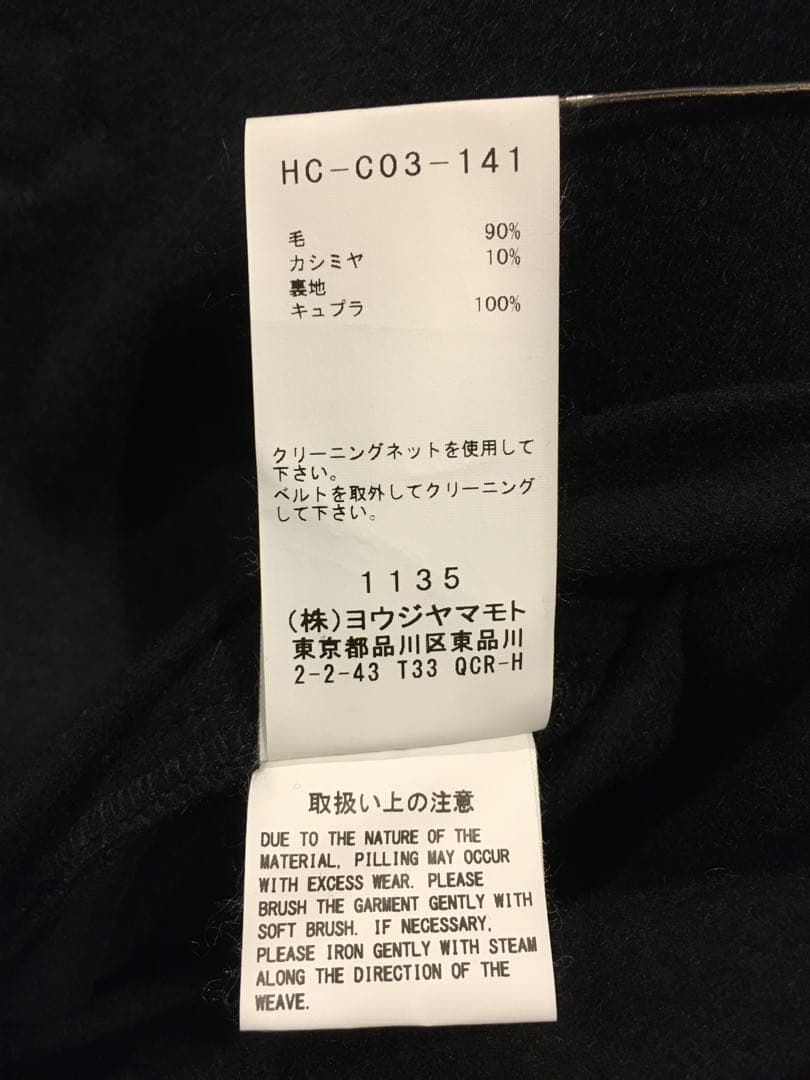 HC-C03-141
毛 90%
カシミヤ 10%
裏地
キュプラ 100%
クリーニングネットを使用して
下さい。
ベルトを取外してクリーニング
して下さい。
1135
(株)ヨウジヤマモト
東京都品川区東品川
2-2-43 T33 QCR-H
取扱い上の注意
DUE TO THE NATURE OF THE
MATERIAL, PILLING MAY OCCUR
WITH EXCESS WEAR. PLEASE
BRUSH THE GARMENT GENTLY WITH
SOFT BRUSH. IF NECESSARY,
PLEASE IRON GENTLY WITH STEAM
ALONG THE DIRECTION OF THE
WEAVE.